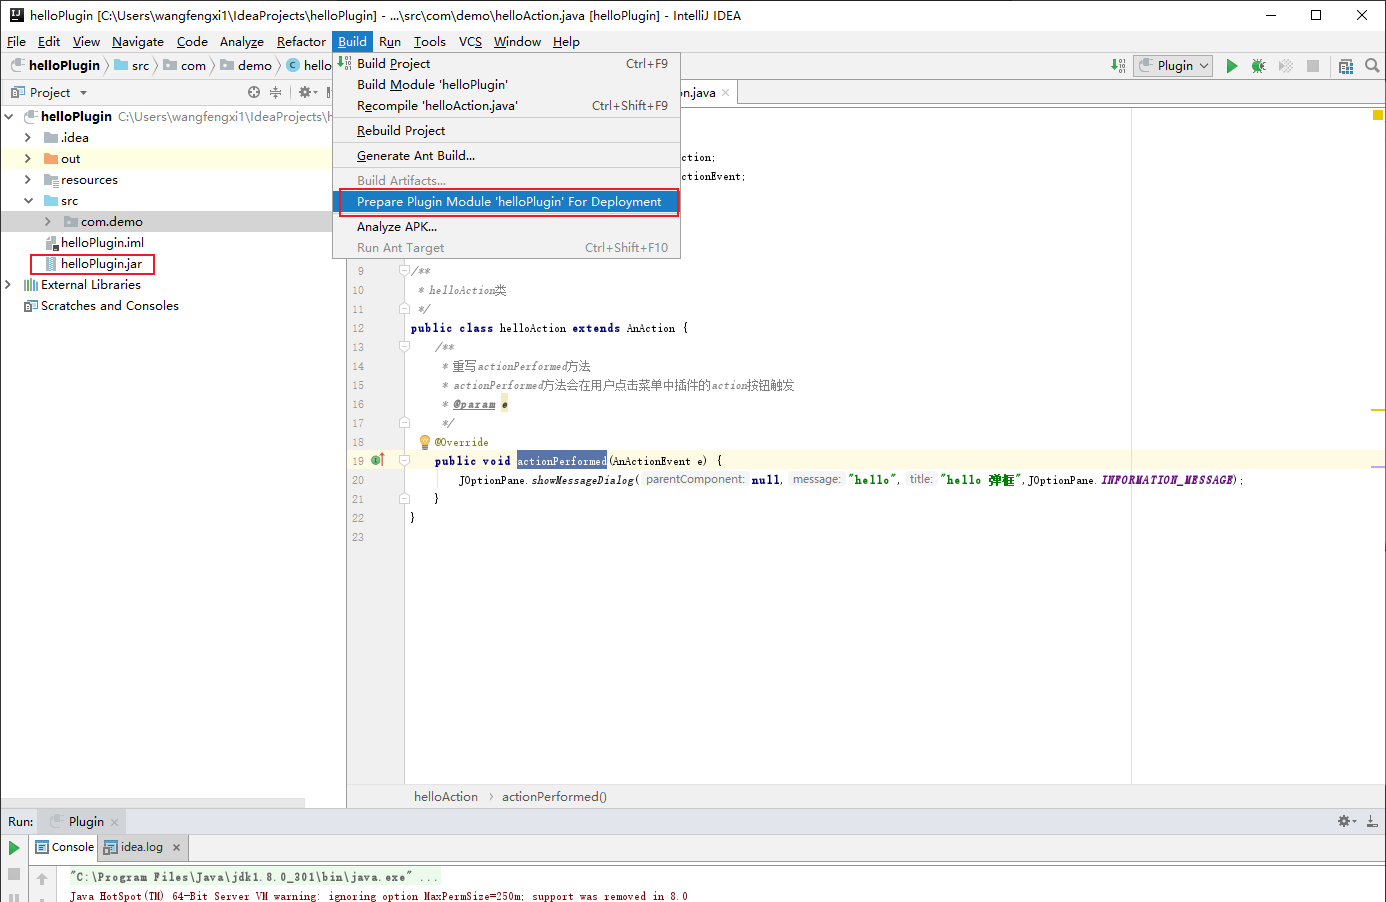 helloPlugin [C:\Users\wangfengxi1\IdeaProjects\helloPlugin] - ...\src\com\demo\helloAction.java [helloPlugin] - IntelliJ IDEA
File Edit View Navigate Code Analyze Refactor Build Run Tools VCS Window Help
helloPlugin src com demo hello
Plugin
Build Project Ctrl+F9
Build Module 'helloPlugin'
Recompile 'helloAction.java' Ctrl+Shift+F9
Rebuild Project
Generate Ant Build...
Build Artifacts...
Prepare Plugin Module 'helloPlugin' For Deployment
Analyze APK...
Run Ant Target Ctrl+Shift+F10
Project
on.java
helloPlugin C:\Users\wangfengxi1\IdeaProjects\h
.idea
out
resources
src
com.demo
helloPlugin.iml
helloPlugin.jar
External Libraries
Scratches and Consoles
ction;
ctionEvent;
9 /**
10 * helloAction类
11 */
12 public class helloAction extends AnAction {
13 /**
14 * 重写actionPerformed方法
15 * actionPerformed方法会在用户点击菜单中插件的action按钮触发
16 * @param e
17 */
18 @Override
19 public void actionPerformed(AnActionEvent e) {
20 JOptionPane.showMessageDialog( parentComponent: null, message: "hello", title: "hello 弹框",JOptionPane.INFORMATION_MESSAGE);
21 }
22 }
23
helloAction › actionPerformed()
Run: Plugin
Console idea.log
"C:\Program Files\Java\jdk1.8.0_301\bin\java.exe" ...
Java HotSpot(TM) 64-Bit Server VM warning: ignoring option MaxPermSize=250m; support was removed in 8.0